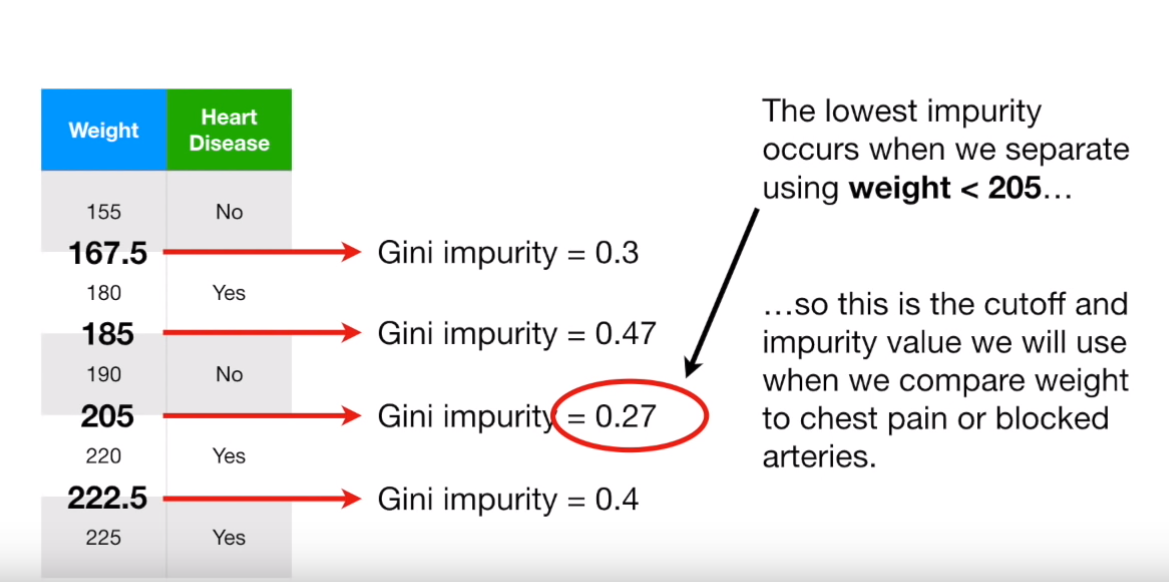 Weight
Heart
Disease
155 No
167.5 Gini impurity = 0.3
180 Yes
185 Gini impurity = 0.47
190 No
205 Gini impurity = 0.27
220 Yes
222.5 Gini impurity = 0.4
225 Yes
The lowest impurity
occurs when we separate
using weight < 205…
…so this is the cutoff and
impurity value we will use
when we compare weight
to chest pain or blocked
arteries.